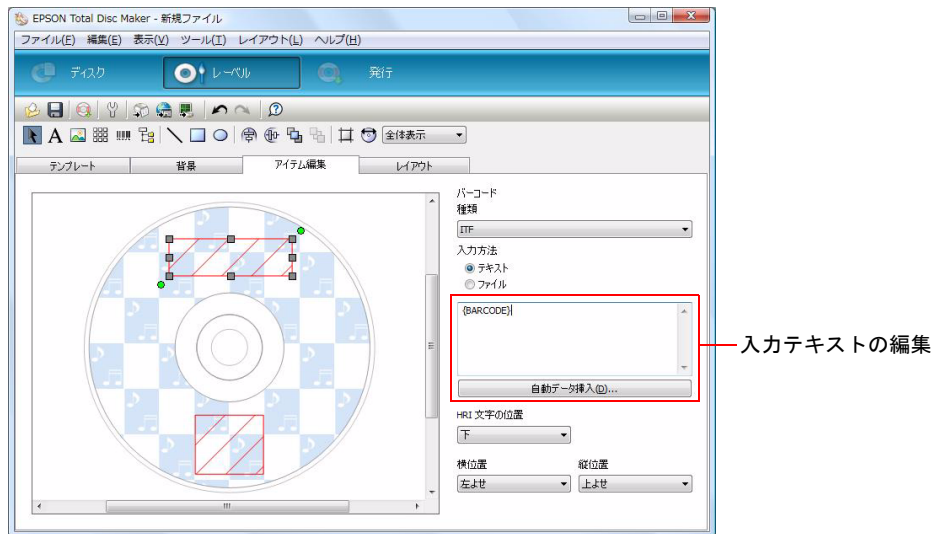 EPSON Total Disc Maker - 新規ファイル
ファイル(F) 編集(E) 表示(V) ツール(T) レイアウト(L) ヘルプ(H)
ディスク レーベル 発行
全体表示
テンプレート 背景 アイテム編集 レイアウト
バーコード
種類
ITF
入力方法
テキスト
ファイル
{BARCODE}
入力テキストの編集
自動データ挿入(D)...
HRI 文字の位置
下
横位置 縦位置
左よせ 上よせ